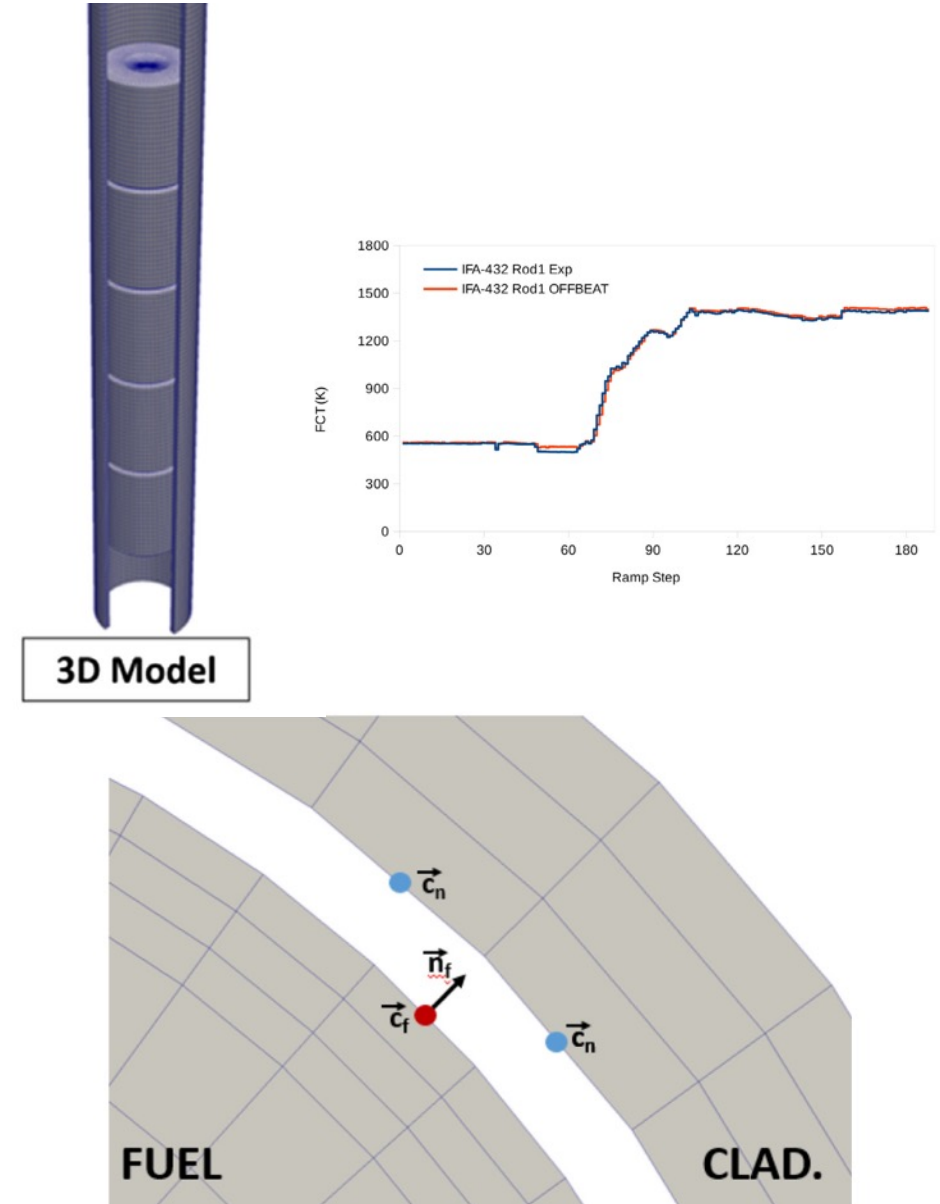 1800
IFA-432 Rod1 Exp
1500
IFA-432 Rod1 OFFBEAT
1200
FCT (K)
900
600
300
0
0 30 60 90 120 150 180
Ramp Step
3D Model
c⃗n
n⃗f
c⃗f
c⃗n
FUEL CLAD.